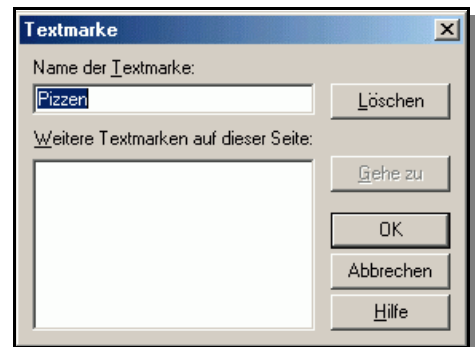 Textmarke
Name der Textmarke:
Pizzen
Löschen
Weitere Textmarken auf dieser Seite:
Gehe zu
OK
Abbrechen
Hilfe